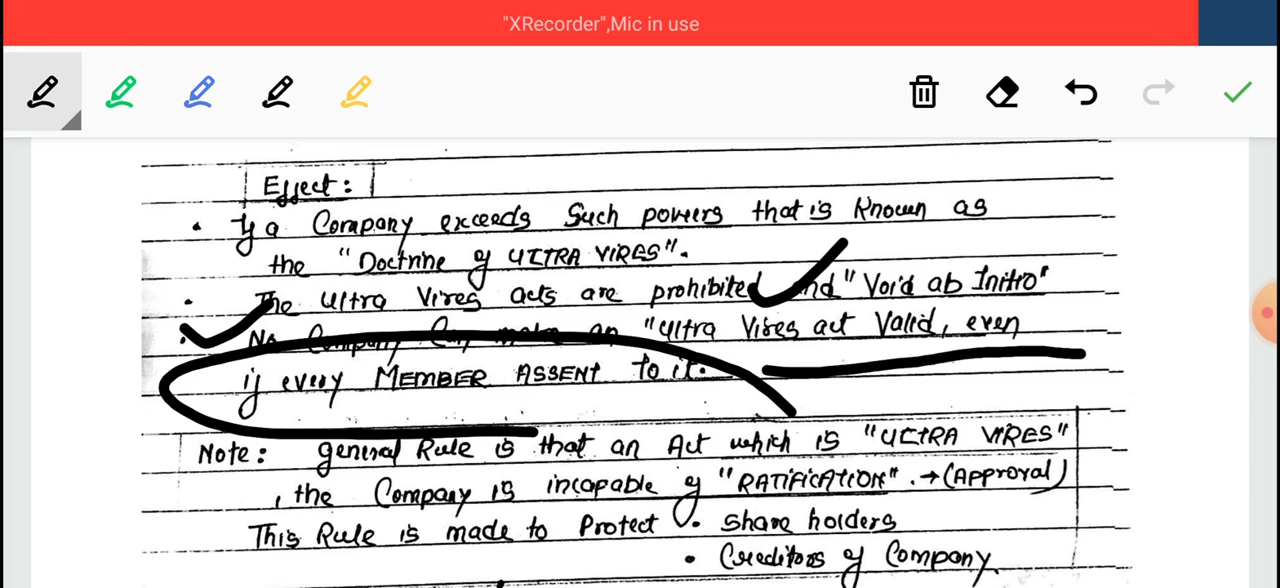 "XRecorder",Mic in use
Effect:
• If a Company exceeds Such powers that is Known as
the "Doctrine of ULTRA VIRES".
• The Ultra Vires acts are prohibited and "Void ab Initio"
• No Company Can make an "Ultra Vires act Valid, even
if every MEMBER ASSENT to it.
Note: general Rule is that an Act which is "ULTRA VIRES"
, the Company is incapable of "RATIFICATION". → (Approval)
This Rule is made to Protect • Share holders
• Creditors of Company.